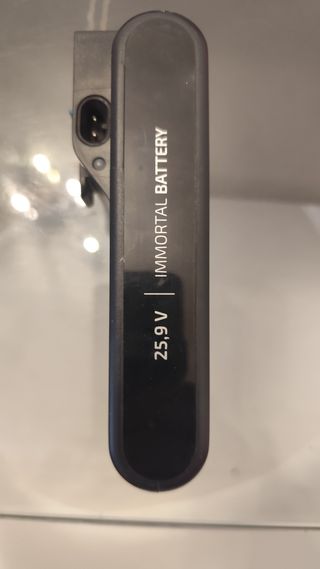 25,9 V | IMMORTAL BATTERY